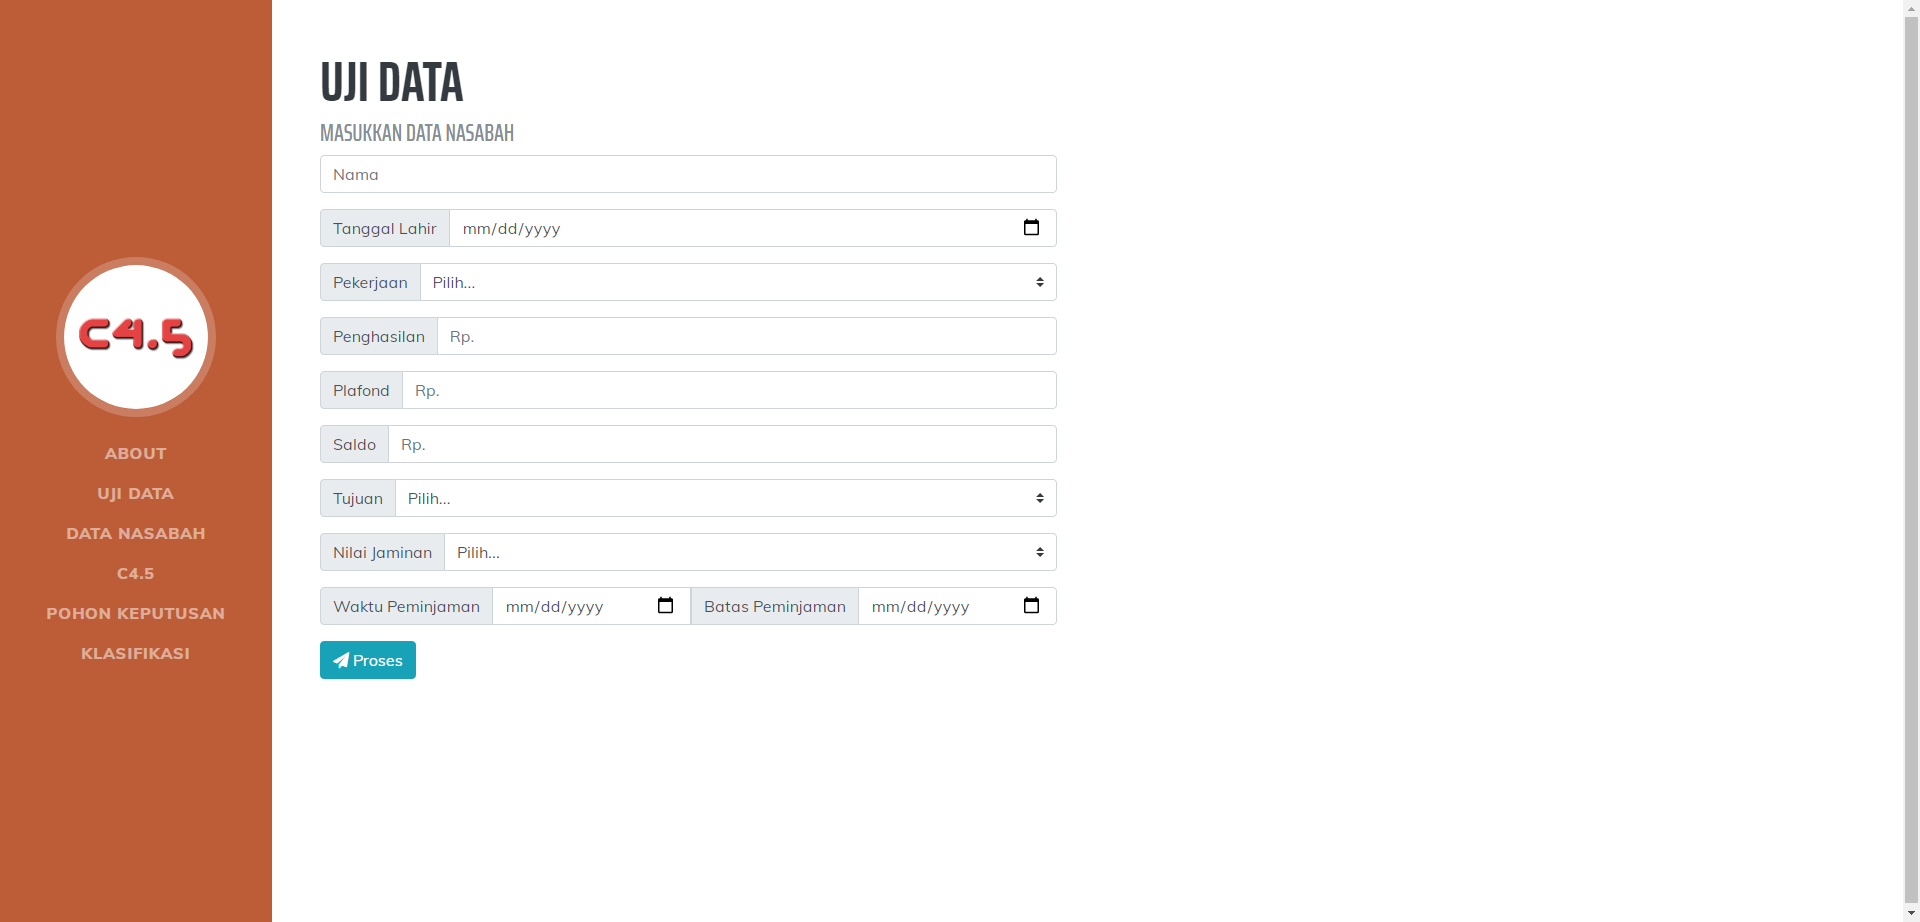 C4.5
ABOUT
UJI DATA
DATA NASABAH
C4.5
POHON KEPUTUSAN
KLASIFIKASI
UJI DATA
MASUKKAN DATA NASABAH
Nama
Tanggal Lahir mm/dd/yyyy
Pekerjaan Pilih...
Penghasilan Rp.
Plafond Rp.
Saldo Rp.
Tujuan Pilih...
Nilai Jaminan Pilih...
Waktu Peminjaman mm/dd/yyyy Batas Peminjaman mm/dd/yyyy
Proses